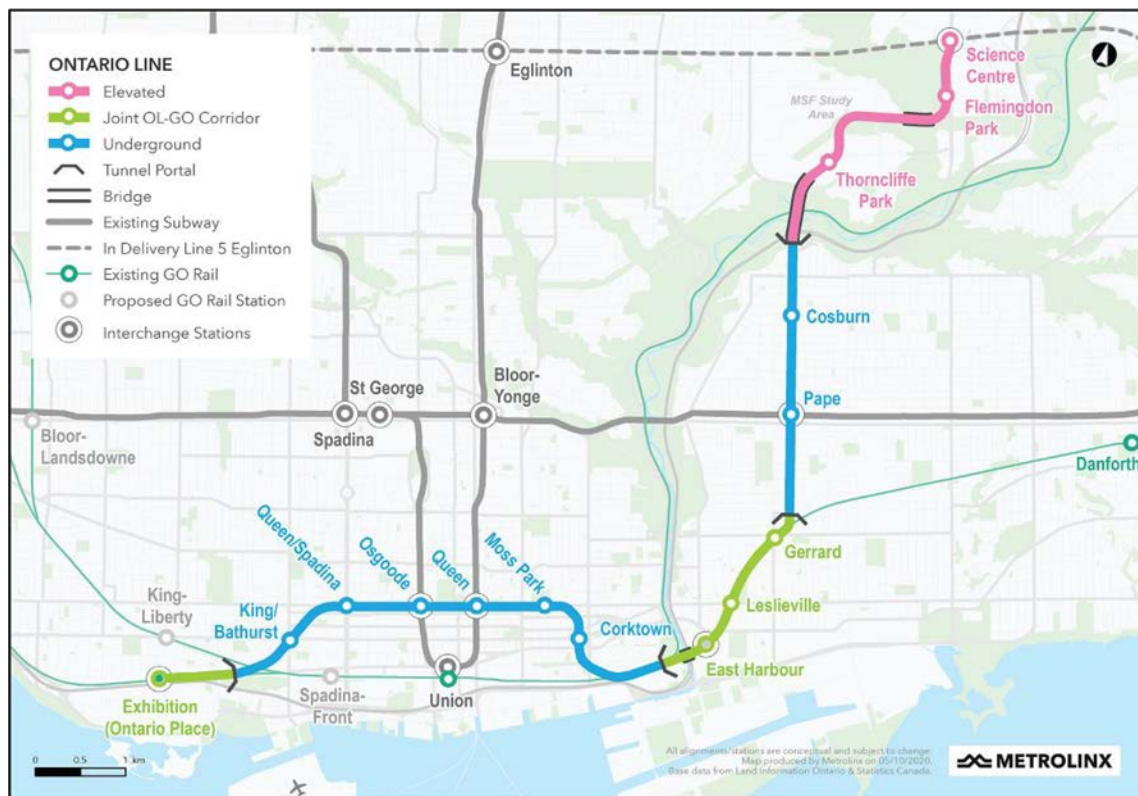 ONTARIO LINE
Elevated
Joint OL-GO Corridor
Underground
Tunnel Portal
Bridge
Existing Subway
In Delivery Line 5 Eglinton
Existing GO Rail
Proposed GO Rail Station
Interchange Stations
Eglinton
Science
Centre
MSF Study
Area
Flemingdon
Park
Thorncliffe
Park
Cosburn
St George
Bloor-
Yonge
Pape
Spadina
Bloor-
Landsdowne
Danforth
Queen/Spadina
Osgoode
Queen
Moss Park
Gerrard
King-
Liberty
King/
Bathurst
Leslieville
Corktown
East Harbour
Exhibition
(Ontario Place)
Spadina-
Front
Union
0 0.5 1 km
All alignments/stations are conceptual and subject to change.
Map produced by Metrolinx on 05/10/2020.
Base data from Land Information Ontario & Statistics Canada.
METROLINX